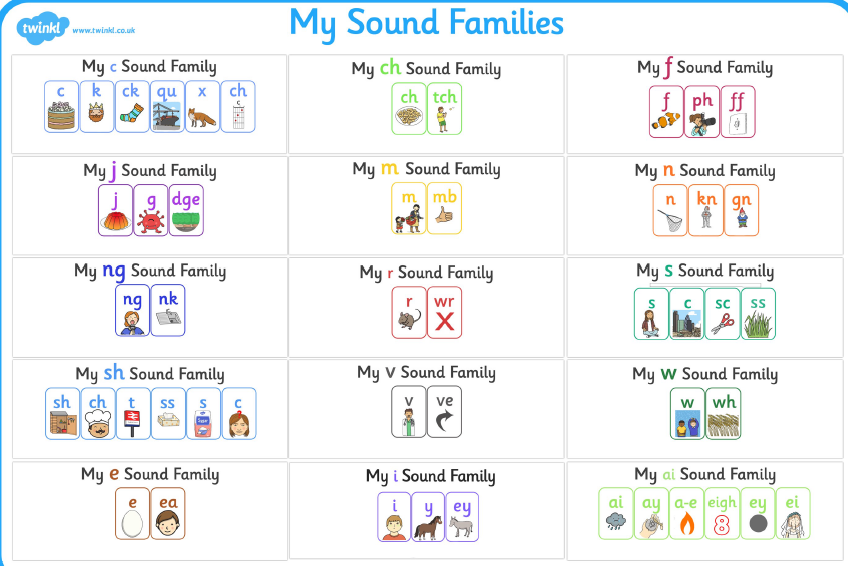 My Sound Families
twinkl www.twinkl.co.uk
My c Sound Family
c k ck qu x ch
My ch Sound Family
ch tch
My f Sound Family
f ph ff
My j Sound Family
j g dge
My m Sound Family
m mb
My n Sound Family
n kn gn
My ng Sound Family
ng nk
My r Sound Family
r wr
My s Sound Family
s c sc ss
My sh Sound Family
sh ch t ss s c
Sugar
My v Sound Family
v ve
My w Sound Family
w wh
My e Sound Family
e ea
My i Sound Family
i y ey
My ai Sound Family
ai ay a-e eigh ey ei
8